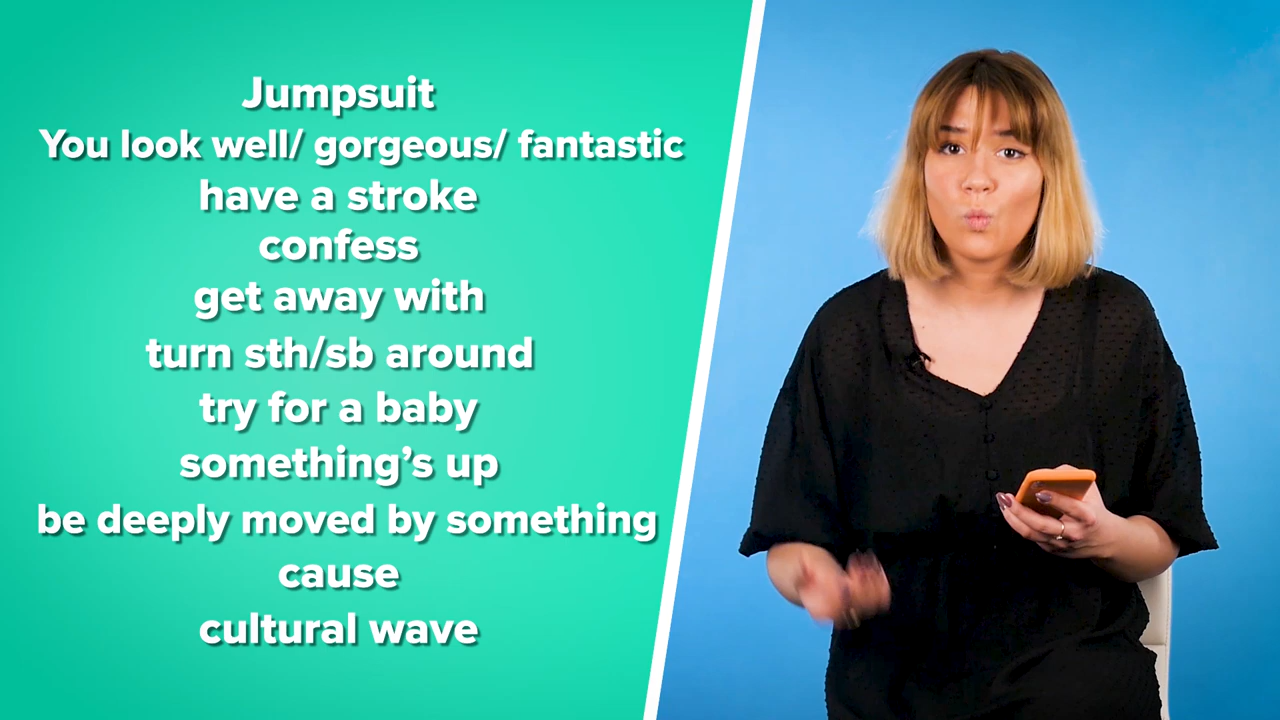 Jumpsuit
You look well/ gorgeous/ fantastic
have a stroke
confess
get away with
turn sth/sb around
try for a baby
something’s up
be deeply moved by something
cause
cultural wave